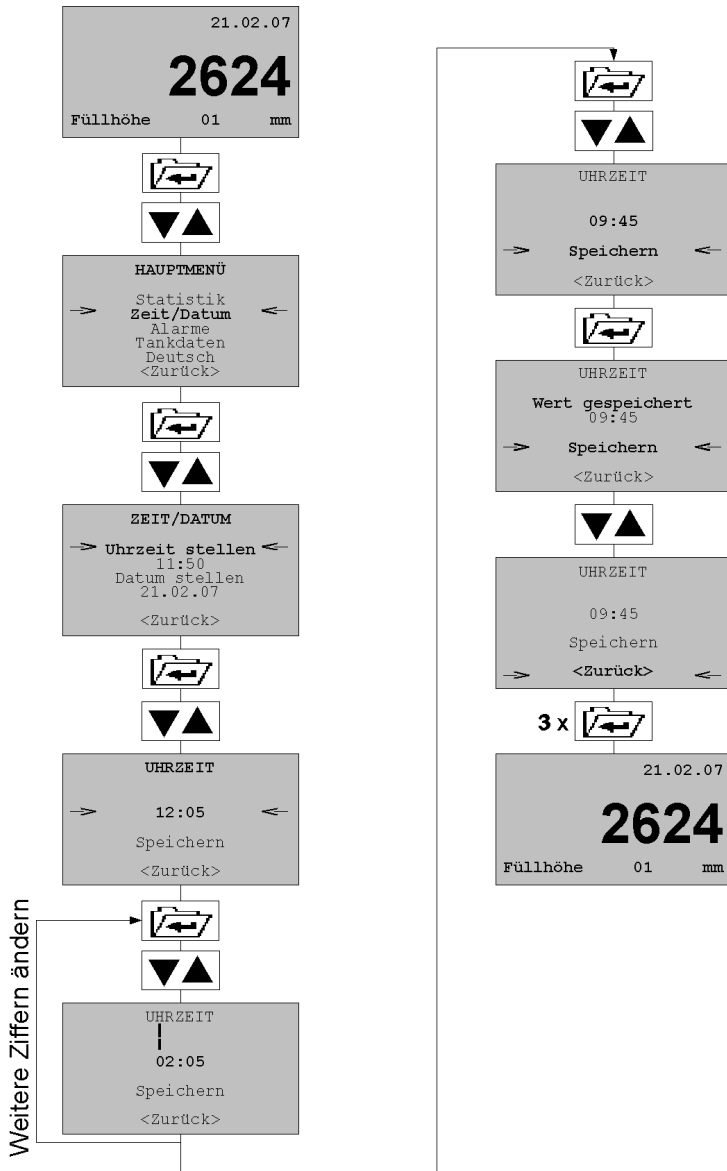 21.02.07
2624
Füllhöhe 01 mm
HAUPTMENÜ
Statistik
Zeit/Datum
Alarme
Tankdaten
Deutsch
<Zurück>
ZEIT/DATUM
Uhrzeit stellen
11:50
Datum stellen
21.02.07
<Zurück>
UHRZEIT
12:05
Speichern
<Zurück>
Weitere Ziffern ändern
UHRZEIT
02:05
Speichern
<Zurück>
UHRZEIT
09:45
Speichern
<Zurück>
UHRZEIT
Wert gespeichert
09:45
Speichern
<Zurück>
UHRZEIT
09:45
Speichern
<Zurück>
3 x
21.02.07
2624
Füllhöhe 01 mm